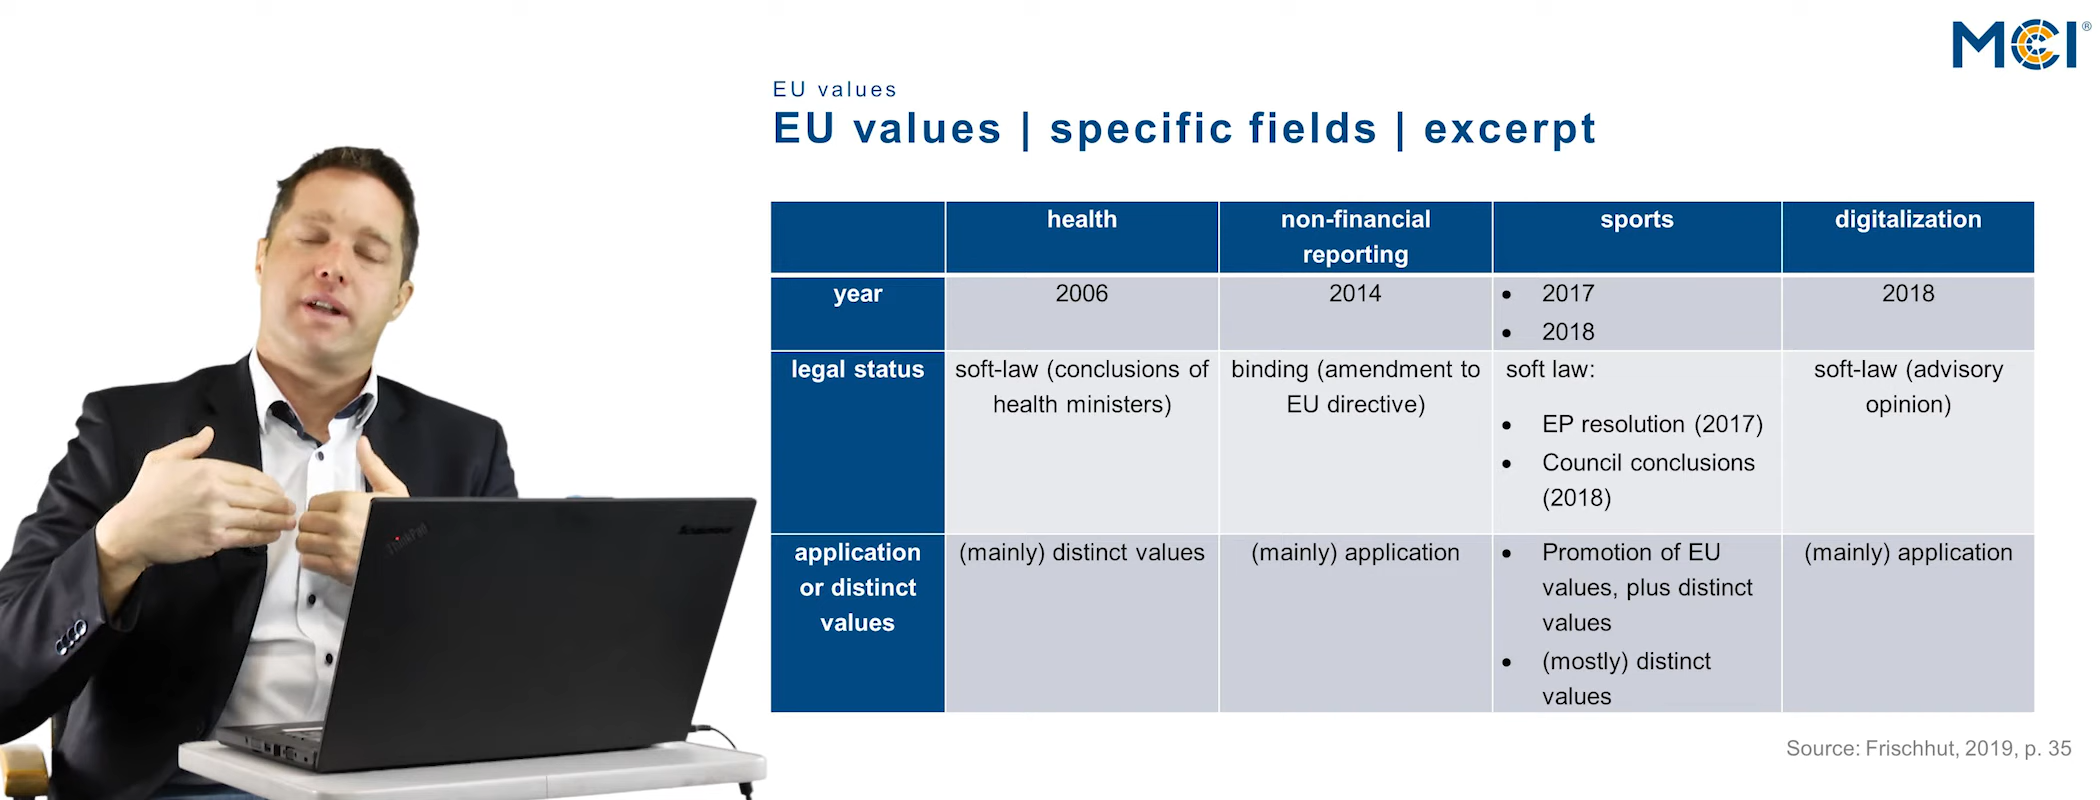 MCI®
EU values
EU values | specific fields | excerpt
health
non-financial
reporting
sports
digitalization
year
2006
2014
• 2017
• 2018
2018
legal status
soft-law (conclusions of
health ministers)
binding (amendment to
EU directive)
soft law:
• EP resolution (2017)
• Council conclusions
(2018)
soft-law (advisory
opinion)
application
or distinct
values
(mainly) distinct values
(mainly) application
• Promotion of EU
values, plus distinct
values
• (mostly) distinct
values
(mainly) application
Source: Frischhut, 2019, p. 35
ThinkPad